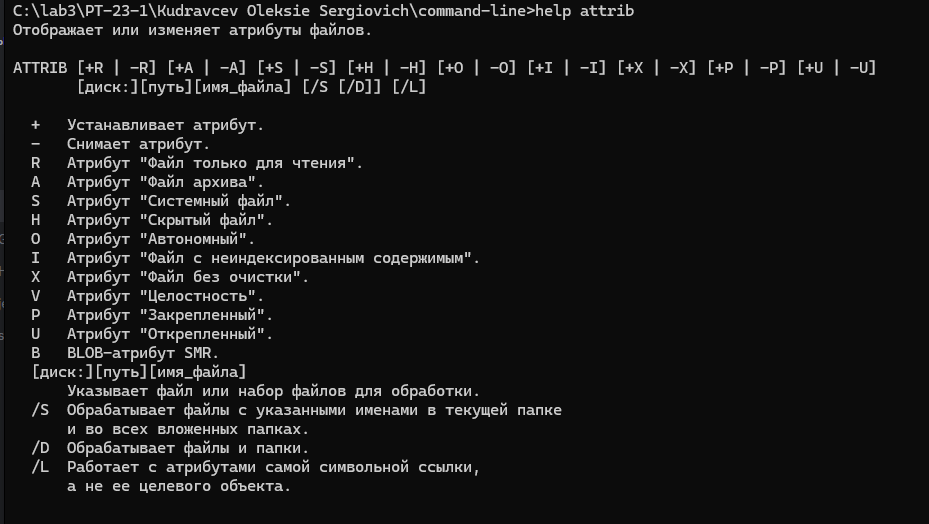 C:\lab3\PT-23-1\Kudravcev Oleksie Sergiovich\command-line>help attrib
Отображает или изменяет атрибуты файлов.
ATTRIB [+R | -R] [+A | -A] [+S | -S] [+H | -H] [+O | -O] [+I | -I] [+X | -X] [+P | -P] [+U | -U]
[диск:][путь][имя_файла] [/S [/D]] [/L]
+ Устанавливает атрибут.
- Снимает атрибут.
R Атрибут "Файл только для чтения".
A Атрибут "Файл архива".
S Атрибут "Системный файл".
H Атрибут "Скрытый файл".
O Атрибут "Автономный".
I Атрибут "Файл с неиндексированным содержимым".
X Атрибут "Файл без очистки".
V Атрибут "Целостность".
P Атрибут "Закрепленный".
U Атрибут "Открепленный".
B BLOB-атрибут SMR.
[диск:][путь][имя_файла]
Указывает файл или набор файлов для обработки.
/S Обрабатывает файлы с указанными именами в текущей папке
и во всех вложенных папках.
/D Обрабатывает файлы и папки.
/L Работает с атрибутами самой символьной ссылки,
а не ее целевого объекта.